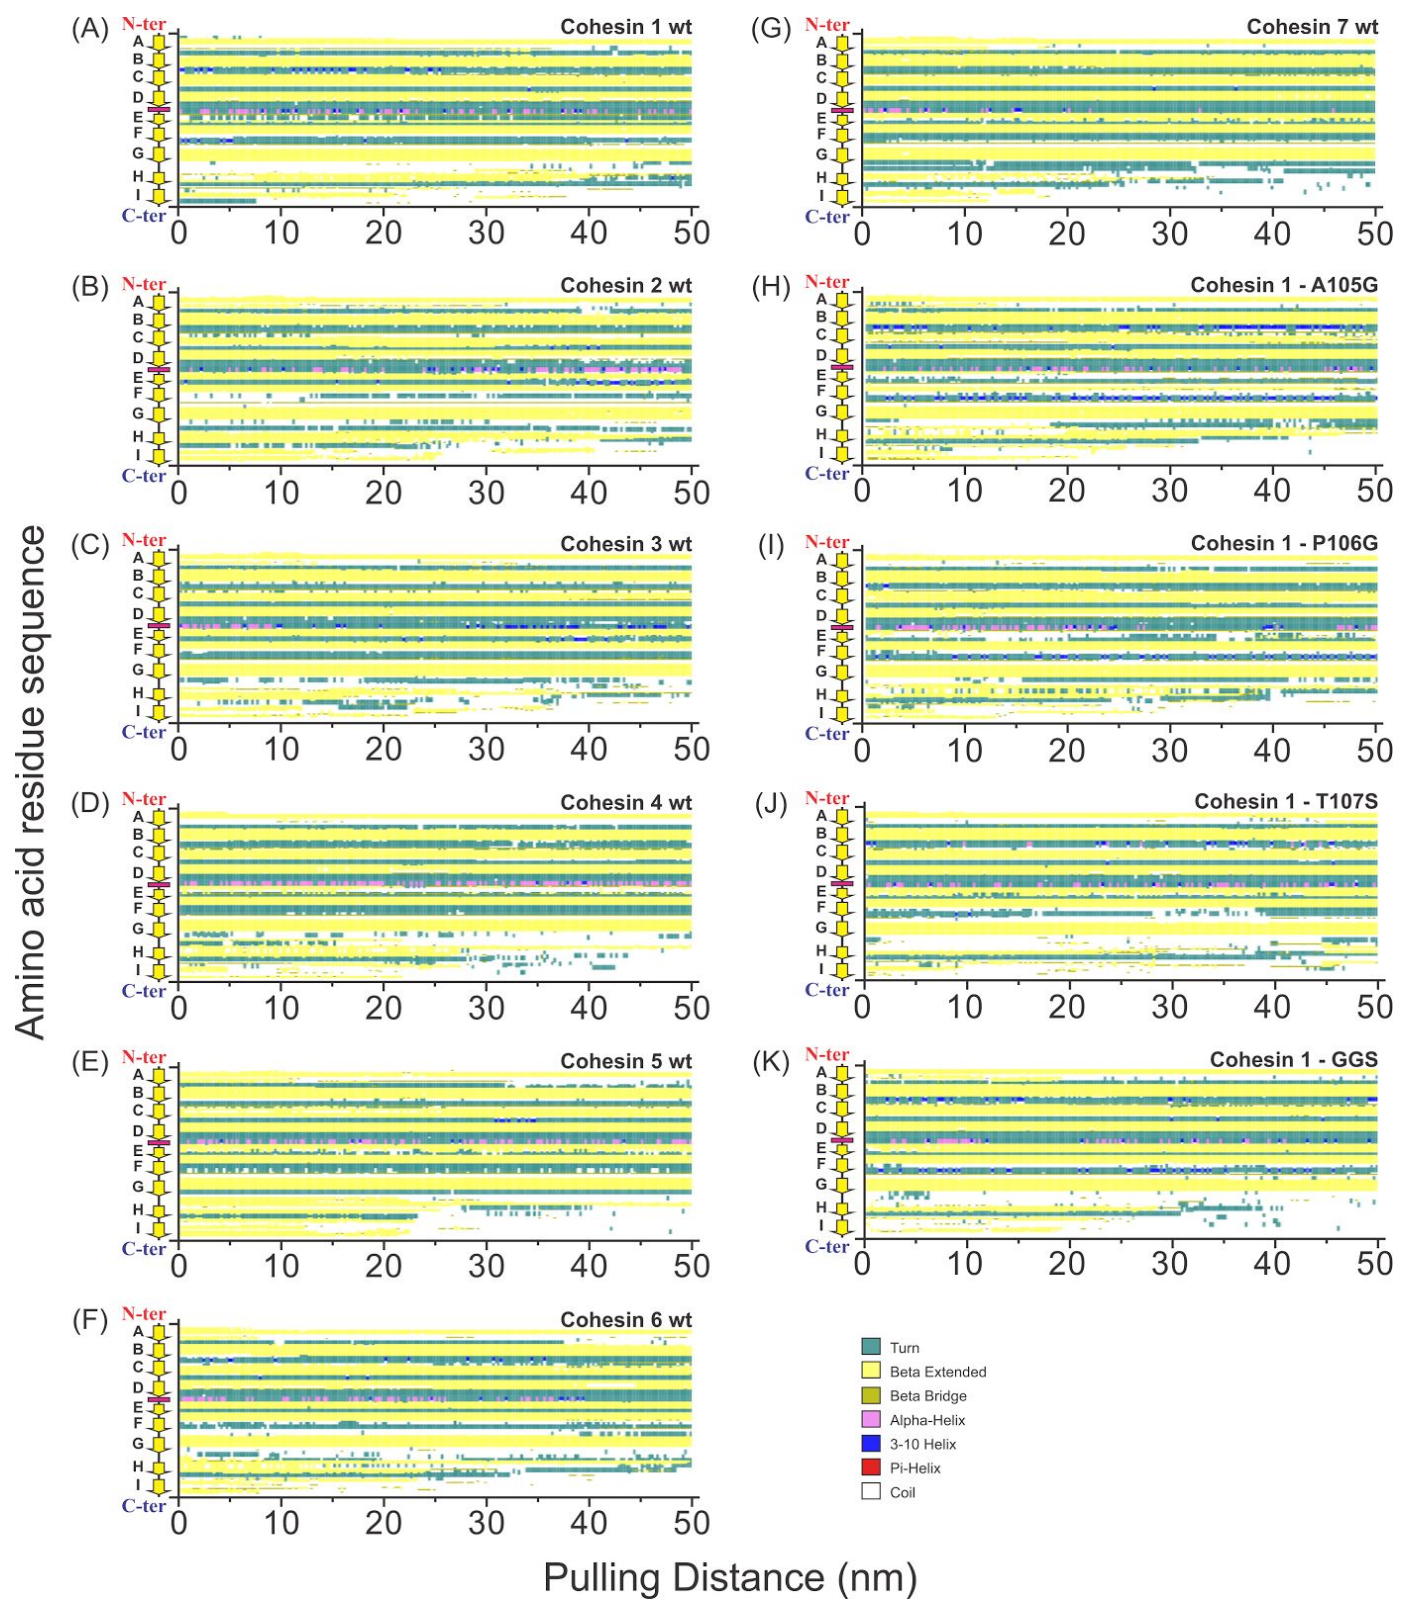 Amino acid residue sequence
(A) N-ter Cohesin 1 wt
A
B
C
D
E
F
G
H
I
C-ter
0 10 20 30 40 50
(B) N-ter Cohesin 2 wt
A
B
C
D
E
F
G
H
I
C-ter
0 10 20 30 40 50
(C) N-ter Cohesin 3 wt
A
B
C
D
E
F
G
H
I
C-ter
0 10 20 30 40 50
(D) N-ter Cohesin 4 wt
A
B
C
D
E
F
G
H
I
C-ter
0 10 20 30 40 50
(E) N-ter Cohesin 5 wt
A
B
C
D
E
F
G
H
I
C-ter
0 10 20 30 40 50
(F) N-ter Cohesin 6 wt
A
B
C
D
E
F
G
H
I
C-ter
0 10 20 30 40 50
(G) N-ter Cohesin 7 wt
A
B
C
D
E
F
G
H
I
C-ter
0 10 20 30 40 50
(H) N-ter Cohesin 1 - A105G
A
B
C
D
E
F
G
H
I
C-ter
0 10 20 30 40 50
(I) N-ter Cohesin 1 - P106G
A
B
C
D
E
F
G
H
I
C-ter
0 10 20 30 40 50
(J) N-ter Cohesin 1 - T107S
A
B
C
D
E
F
G
H
I
C-ter
0 10 20 30 40 50
(K) N-ter Cohesin 1 - GGS
A
B
C
D
E
F
G
H
I
C-ter
0 10 20 30 40 50
Turn
Beta Extended
Beta Bridge
Alpha-Helix
3-10 Helix
Pi-Helix
Coil
Pulling Distance (nm)